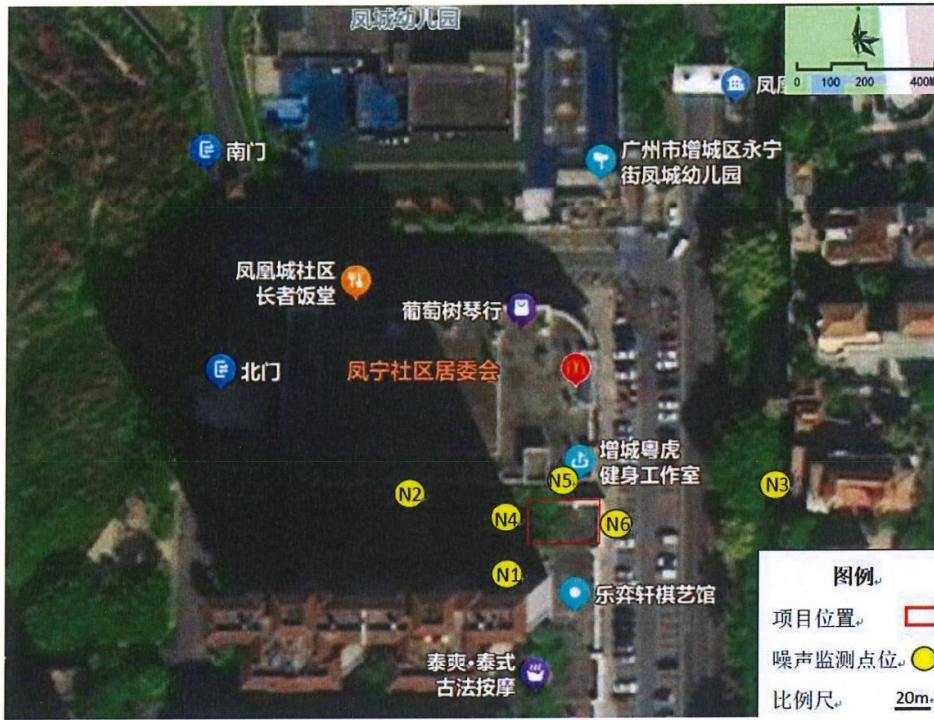 凤城幼儿园
0 100 200 400M
凤凰
南门
广州市增城区永宁
街凤城幼儿园
凤凰城社区
长者饭堂
葡萄树琴行
凤宁社区居委会
北门
增城粤虎
健身工作室
N5
N2
N3
N4
N6
N1
乐弈轩棋艺馆
泰爽·泰式
古法按摩
图例
项目位置
噪声监测点位
比例尺
20m